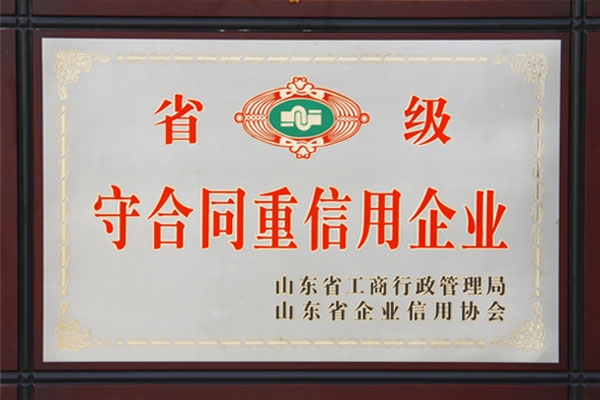 省 级
守合同重信用企业
山东省工商行政管理局
山东省企业信用协会